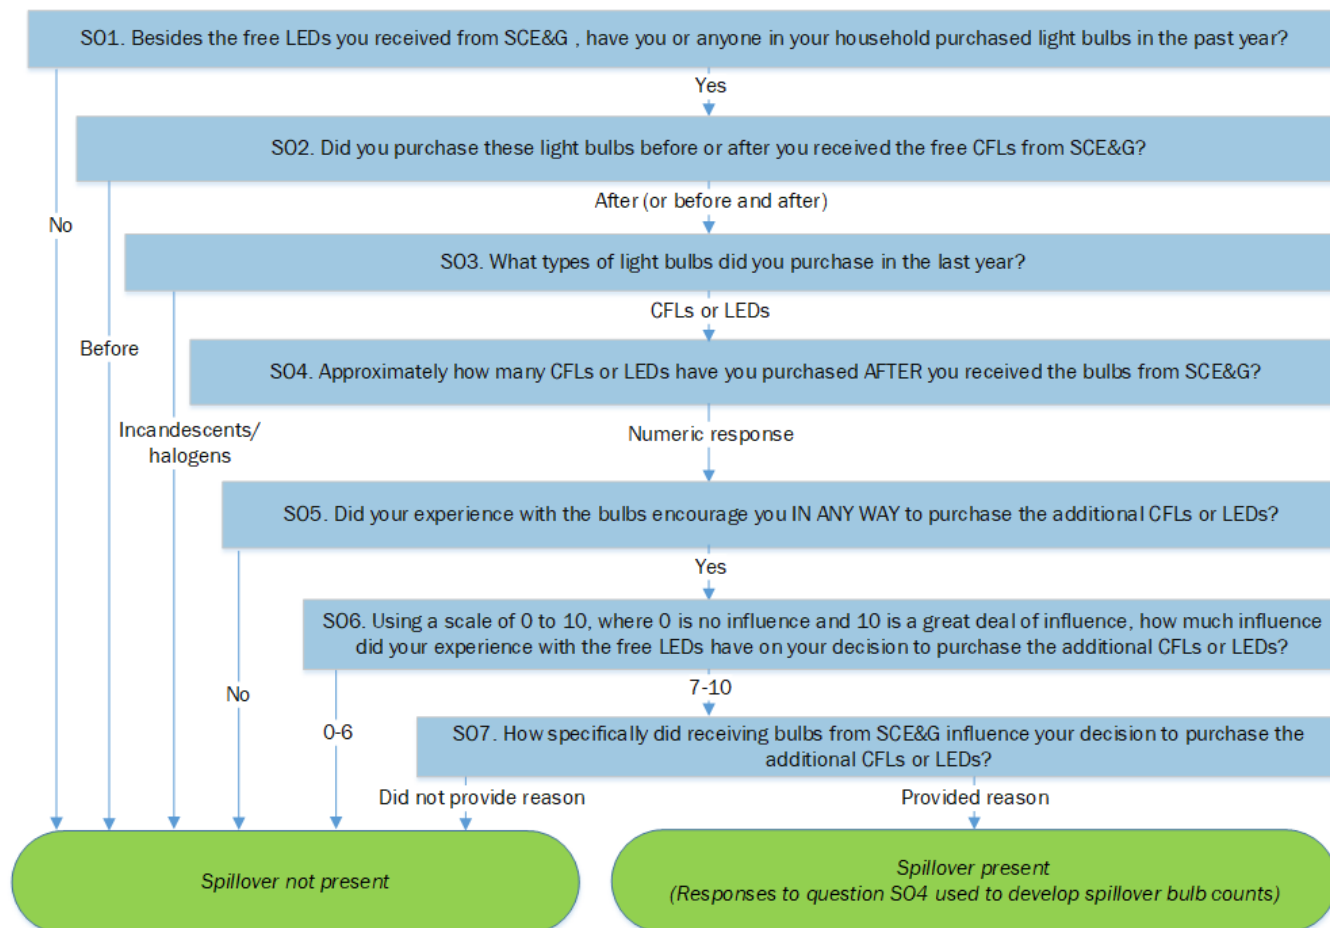 SO1. Besides the free LEDs you received from SCE&G , have you or anyone in your household purchased light bulbs in the past year?
Yes
SO2. Did you purchase these light bulbs before or after you received the free CFLs from SCE&G?
After (or before and after)
No
SO3. What types of light bulbs did you purchase in the last year?
CFLs or LEDs
Before
SO4. Approximately how many CFLs or LEDs have you purchased AFTER you received the bulbs from SCE&G?
Incandescents/
halogens
Numeric response
SO5. Did your experience with the bulbs encourage you IN ANY WAY to purchase the additional CFLs or LEDs?
Yes
SO6. Using a scale of 0 to 10, where 0 is no influence and 10 is a great deal of influence, how much influence
did your experience with the free LEDs have on your decision to purchase the additional CFLs or LEDs?
No
7-10
0-6
SO7. How specifically did receiving bulbs from SCE&G influence your decision to purchase the
additional CFLs or LEDs?
Did not provide reason
Provided reason
Spillover not present
Spillover present
(Responses to question SO4 used to develop spillover bulb counts)